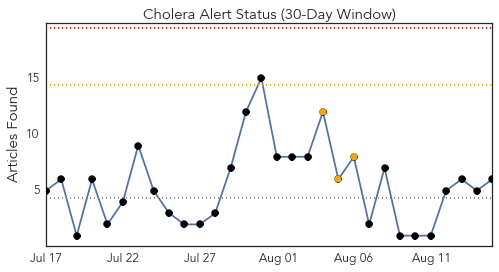 Cholera Alert Status (30-Day Window)
Articles Found
15
10
5
Jul 17 Jul 22 Jul 27 Aug 01 Aug 06 Aug 11